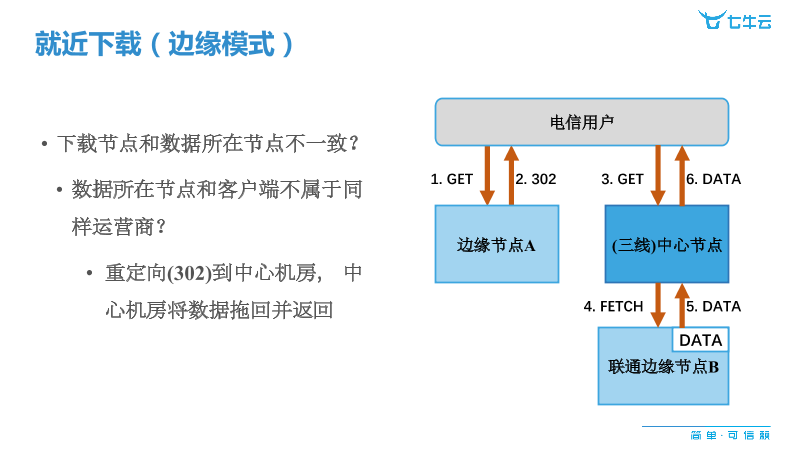 七牛云
就近下载（边缘模式）
• 下载节点和数据所在节点不一致？
• 数据所在节点和客户端不属于同
样运营商？
• 重定向(302)到中心机房， 中
心机房将数据拖回并返回
电信用户
1. GET
2. 302
3. GET
6. DATA
边缘节点A
(三线)中心节点
4. FETCH
5. DATA
DATA
联通边缘节点B
简单·可信赖